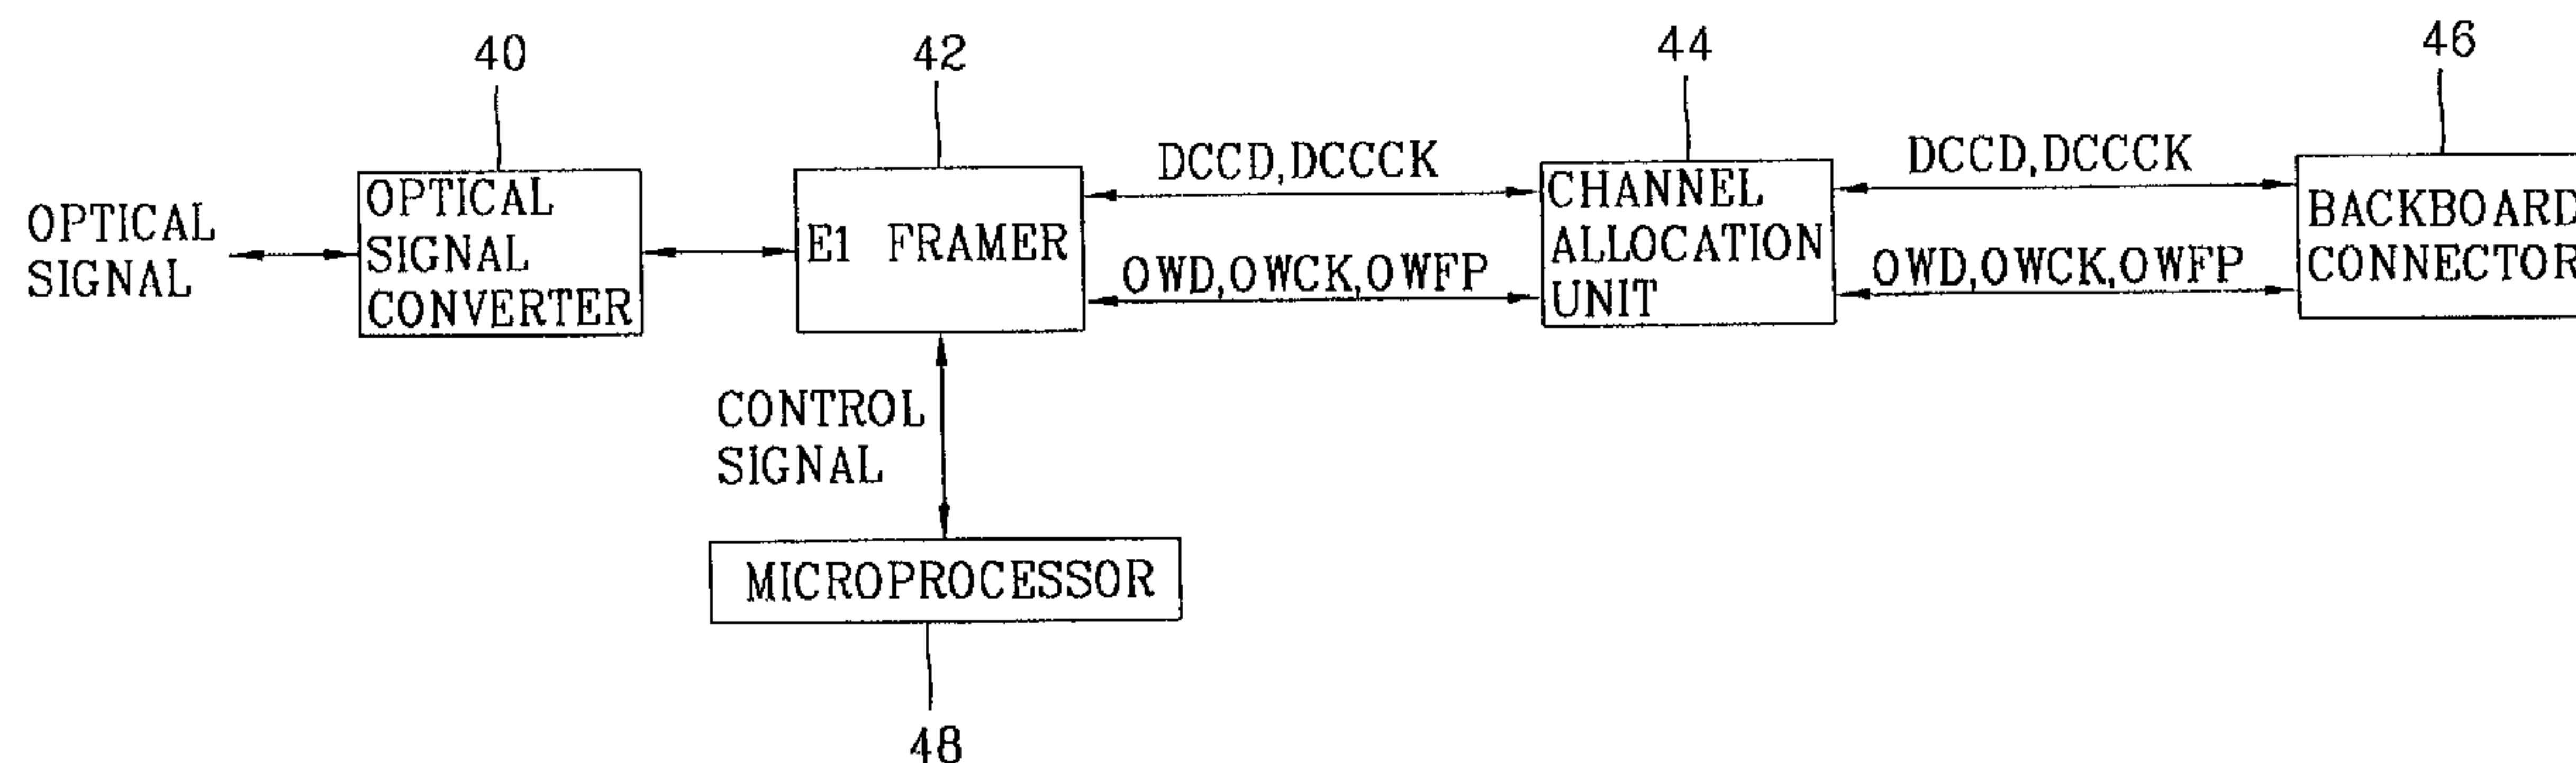 40
42
44
46
OPTICAL
SIGNAL
OPTICAL
SIGNAL
CONVERTER
E1 FRAMER
DCCD,DCCCK
OWD,OWCK,OWFP
CHANNEL
ALLOCATION
UNIT
DCCD,DCCCK
OWD,OWCK,OWFP
BACKBOARD
CONNECTOR
CONTROL
SIGNAL
MICROPROCESSOR
48